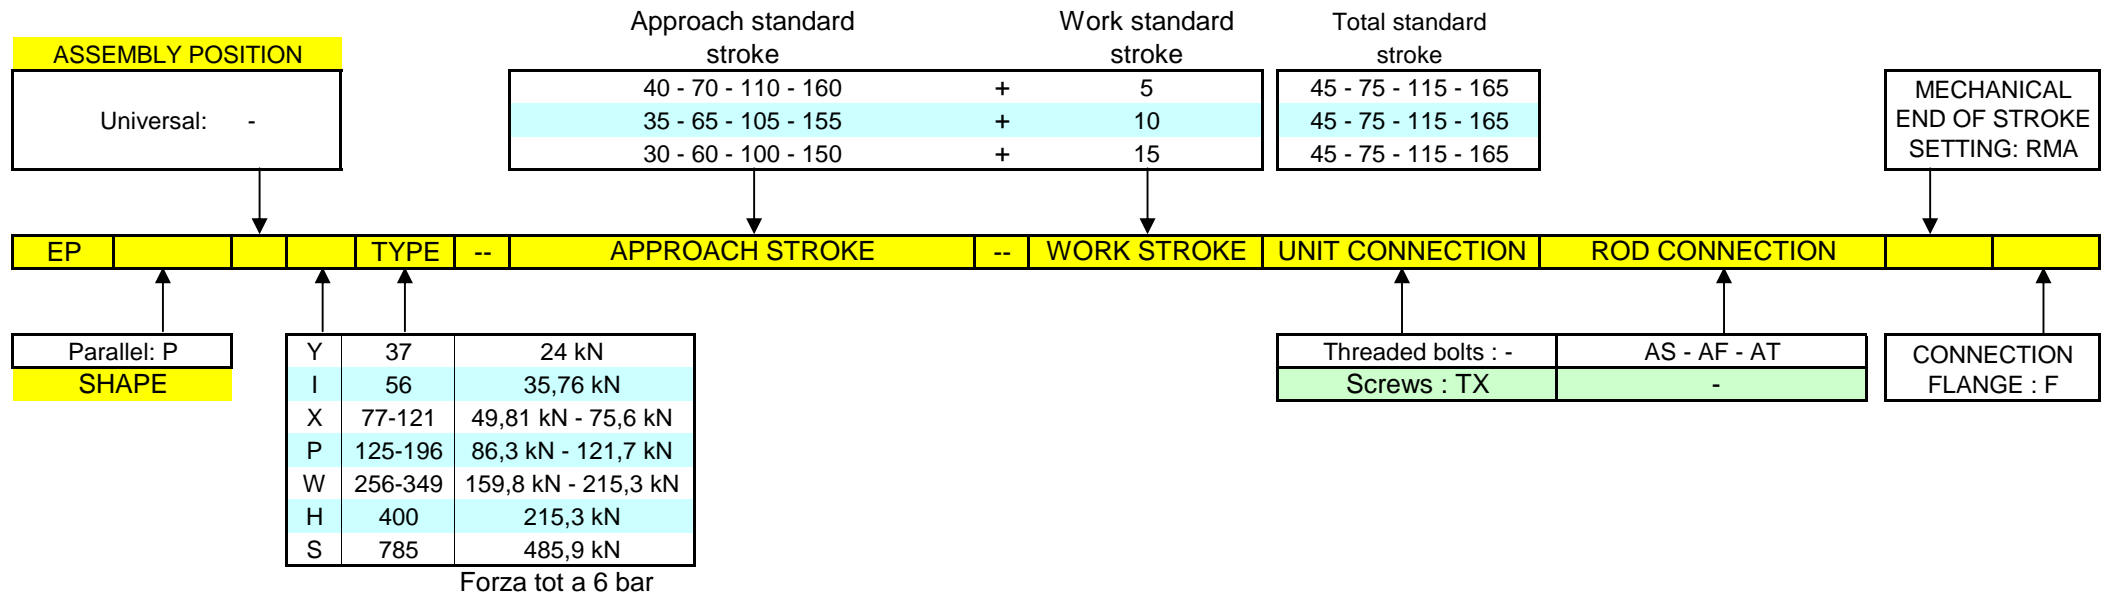 Approach standard stroke
Work standard stroke
Total standard stroke
ASSEMBLY POSITION
Universal: -
40 - 70 - 110 - 160 + 5
35 - 65 - 105 - 155 + 10
30 - 60 - 100 - 150 + 15
45 - 75 - 115 - 165
45 - 75 - 115 - 165
45 - 75 - 115 - 165
MECHANICAL
END OF STROKE
SETTING: RMA
EP TYPE -- APPROACH STROKE -- WORK STROKE UNIT CONNECTION ROD CONNECTION
Parallel: P
SHAPE
Y 37 24 kN
I 56 35,76 kN
X 77-121 49,81 kN - 75,6 kN
P 125-196 86,3 kN - 121,7 kN
W 256-349 159,8 kN - 215,3 kN
H 400 215,3 kN
S 785 485,9 kN
Forza tot a 6 bar
Threaded bolts : - AS - AF - AT
Screws : TX -
CONNECTION
FLANGE : F